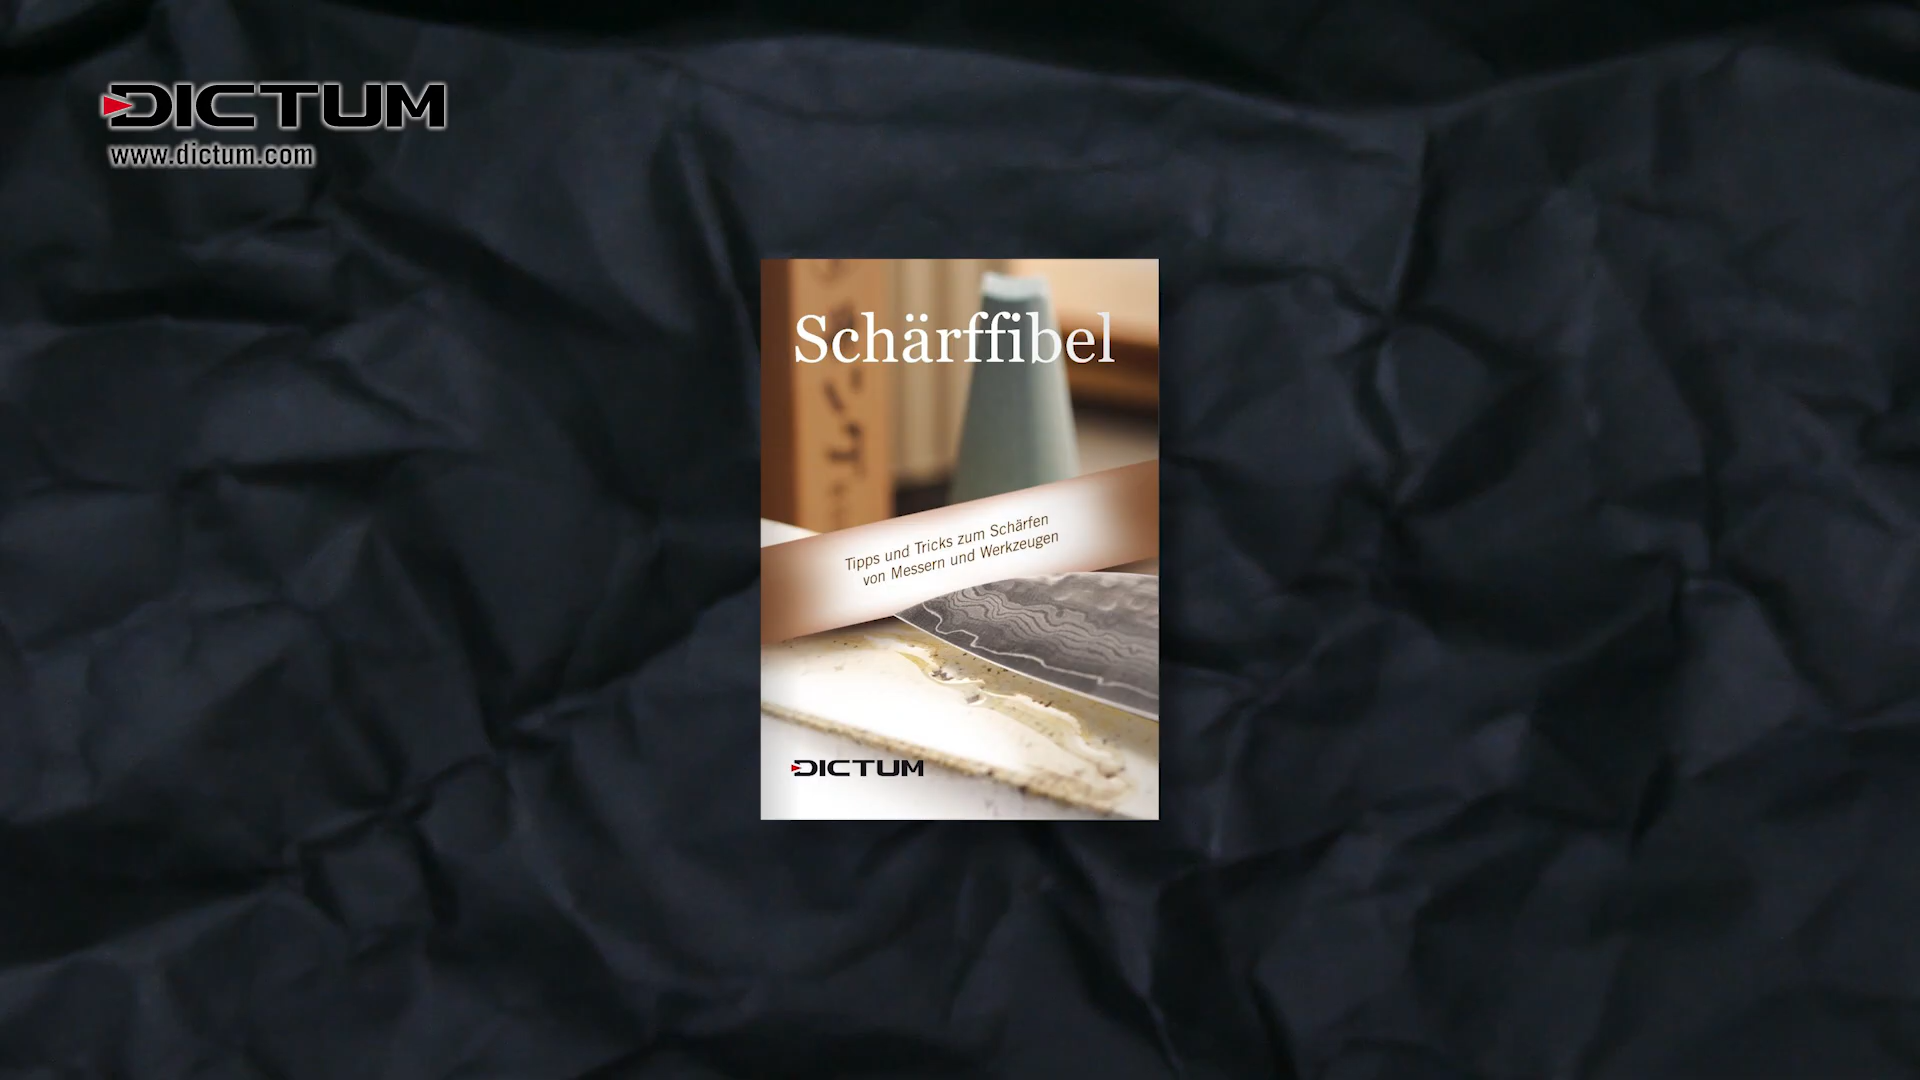 DICTUM
www.dictum.com
Schärffibel
Tipps und Tricks zum Schärfen
von Messern und Werkzeugen
DICTUM